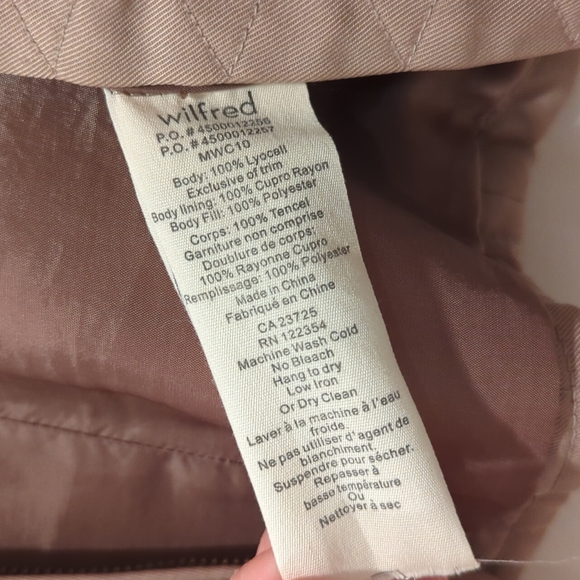 wilfred
P.O. # 4500012256
P.O. # 4500012257
MWC10
Body: 100% Lyocell
Exclusive of trim
Body lining: 100% Cupro Rayon
Body Fill: 100% Polyester
Corps: 100% Tencel
Garniture non comprise
Doublure de corps:
100% Rayonne Cupro
Remplissage: 100% Polyester
Made in China
Fabriqué en Chine
CA 23725
RN 122354
Machine Wash Cold
No Bleach
Hang to dry
Low Iron
Or Dry Clean
Laver à la machine à l'eau
froide.
Ne pas utiliser d'agent de
blanchiment.
Suspendre pour sécher.
Repasser à
basse température
Ou
Nettoyer à sec